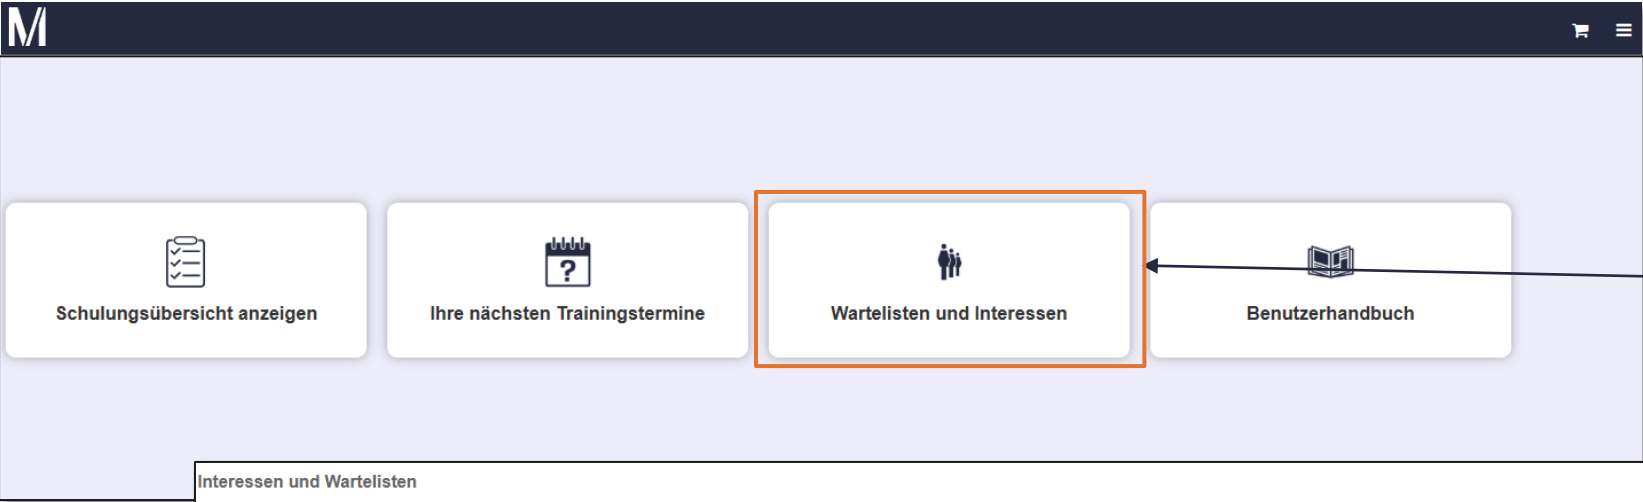 M
Schulungsübersicht anzeigen
?
Ihre nächsten Trainingstermine
Wartelisten und Interessen
Benutzerhandbuch
Interessen und Wartelisten